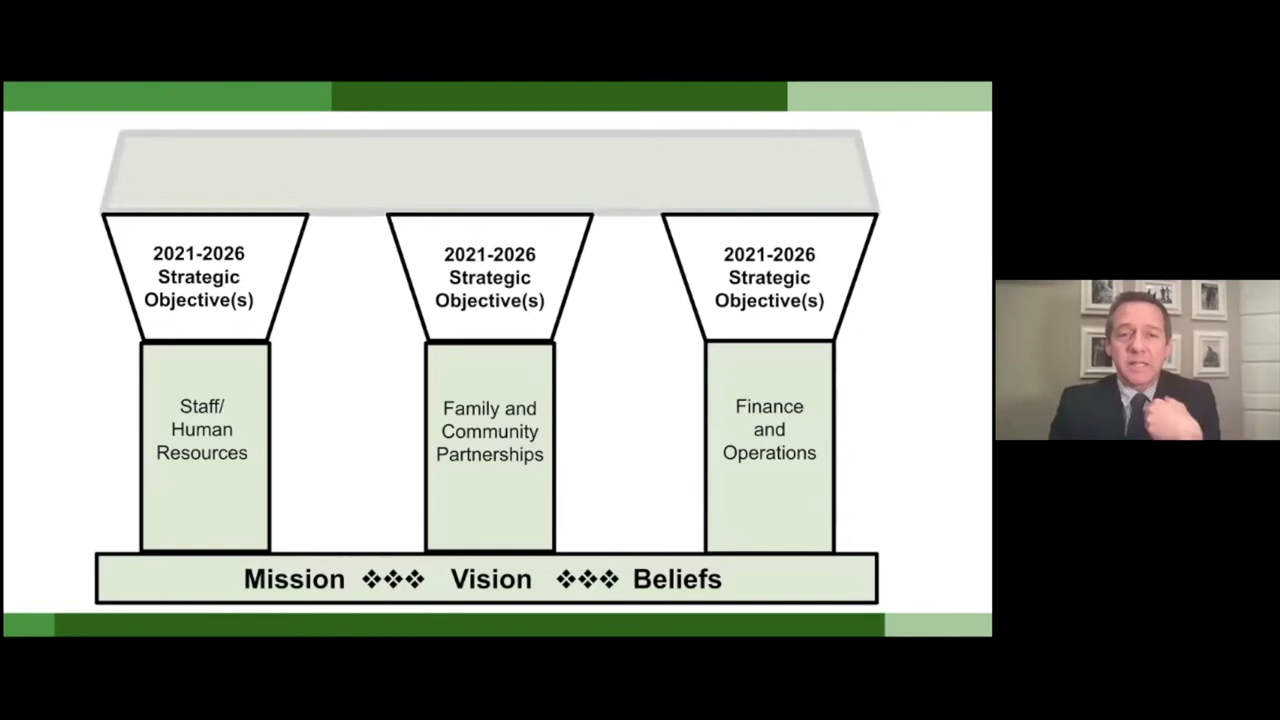 2021-2026
Strategic
Objective(s)
2021-2026
Strategic
Objective(s)
2021-2026
Strategic
Objective(s)
Staff/
Human
Resources
Family and
Community
Partnerships
Finance
and
Operations
Mission ❖❖❖ Vision ❖❖❖ Beliefs